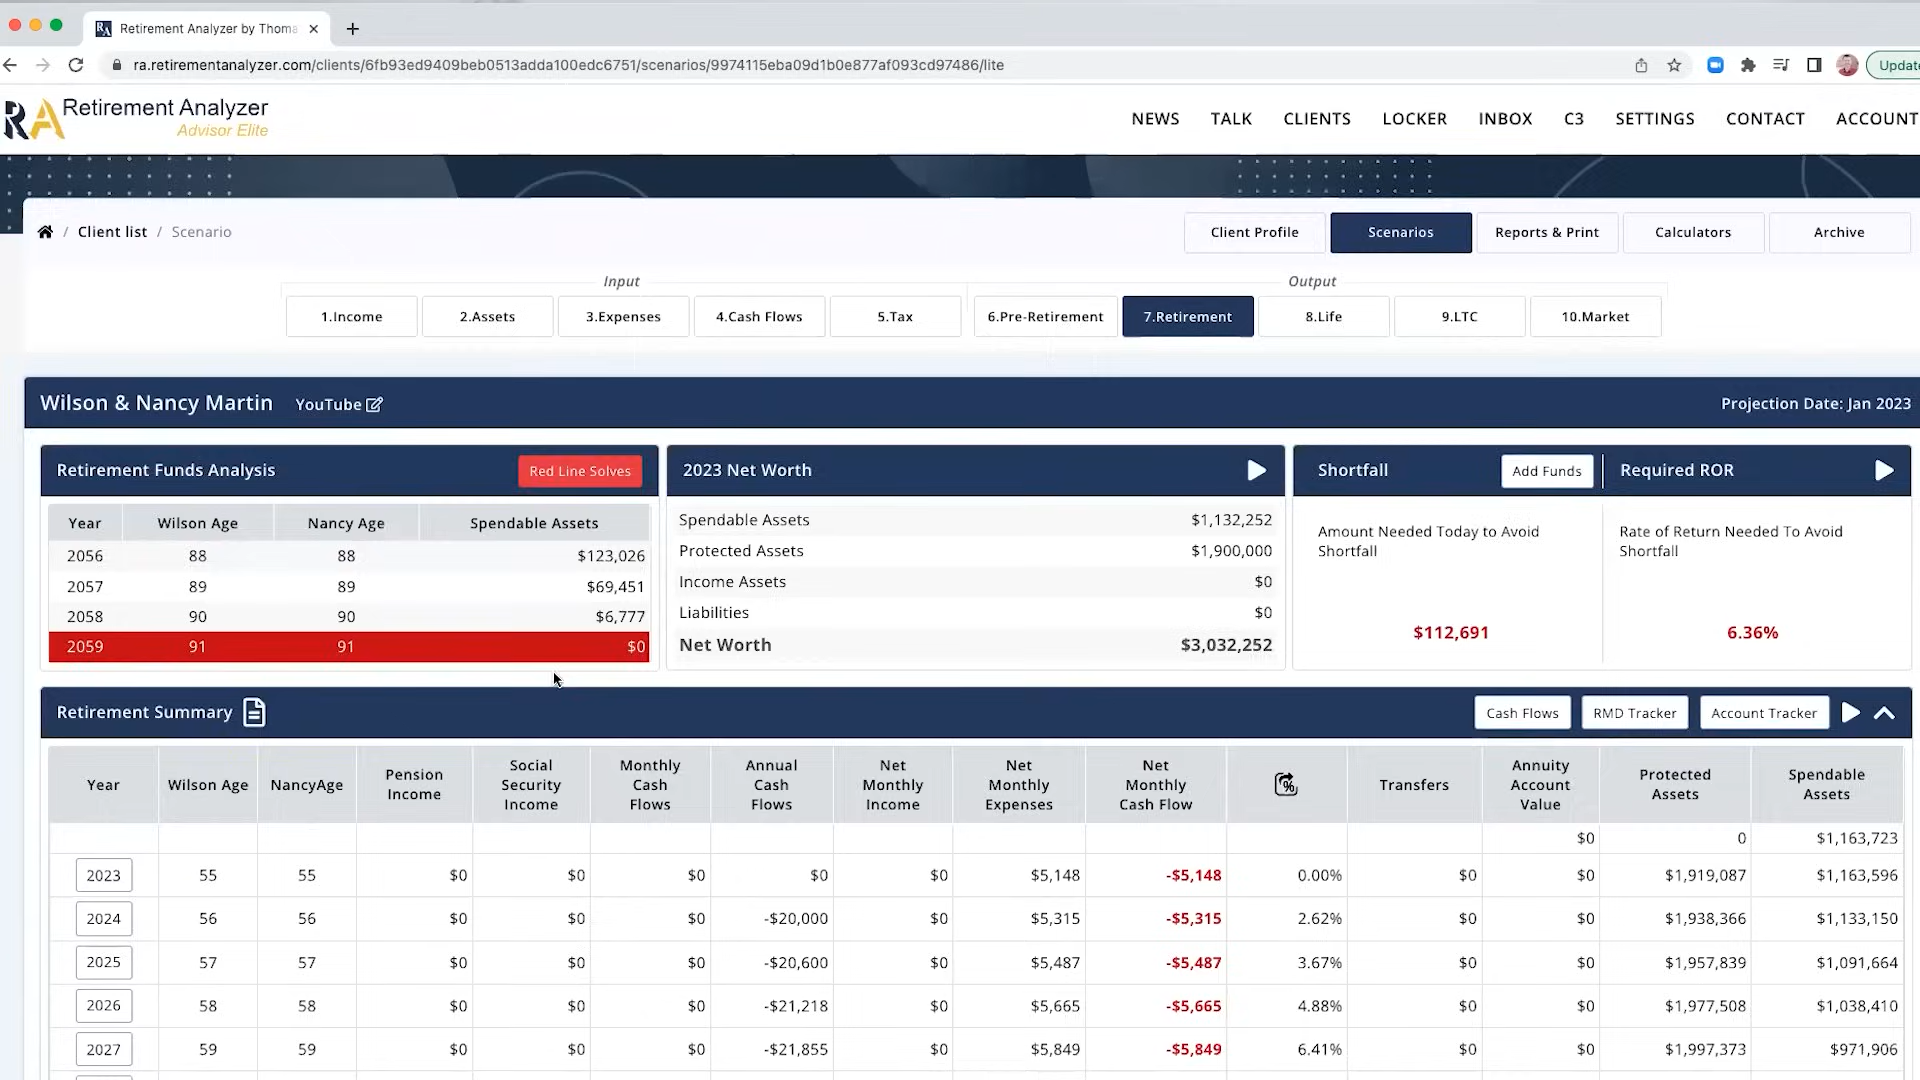 Retirement Analyzer by Thoma
ra.retirementanalyzer.com/clients/6fb93ed9409beb0513adda100edc6751/scenarios/9974115eba09d1b0e877af093cd97486/lite
Update
RA Retirement Analyzer
Advisor Elite
NEWS TALK CLIENTS LOCKER INBOX C3 SETTINGS CONTACT ACCOUNT
/ Client list / Scenario
Client Profile Scenarios Reports & Print Calculators Archive
Input Output
1.Income 2.Assets 3.Expenses 4.Cash Flows 5.Tax 6.Pre-Retirement 7.Retirement 8.Life 9.LTC 10.Market
Wilson & Nancy Martin YouTube Projection Date: Jan 2023
Retirement Funds Analysis Red Line Solves
Year Wilson Age Nancy Age Spendable Assets
2056 88 88 $123,026
2057 89 89 $69,451
2058 90 90 $6,777
2059 91 91 $0
2023 Net Worth
Spendable Assets $1,132,252
Protected Assets $1,900,000
Income Assets $0
Liabilities $0
Net Worth $3,032,252
Shortfall Add Funds Required ROR
Amount Needed Today to Avoid
Shortfall
$112,691
Rate of Return Needed To Avoid
Shortfall
6.36%
Retirement Summary Cash Flows RMD Tracker Account Tracker
Year Wilson Age NancyAge Pension Income Social Security Income Monthly Cash Flows Annual Cash Flows Net Monthly Income Net Monthly Expenses Net Monthly Cash Flow % Transfers Annuity Account Value Protected Assets Spendable Assets
$0 0 $1,163,723
2023 55 55 $0 $0 $0 $0 $0 $5,148 -$5,148 0.00% $0 $0 $1,919,087 $1,163,596
2024 56 56 $0 $0 $0 -$20,000 $0 $5,315 -$5,315 2.62% $0 $0 $1,938,366 $1,133,150
2025 57 57 $0 $0 $0 -$20,600 $0 $5,487 -$5,487 3.67% $0 $0 $1,957,839 $1,091,664
2026 58 58 $0 $0 $0 -$21,218 $0 $5,665 -$5,665 4.88% $0 $0 $1,977,508 $1,038,410
2027 59 59 $0 $0 $0 -$21,855 $0 $5,849 -$5,849 6.41% $0 $0 $1,997,373 $971,906